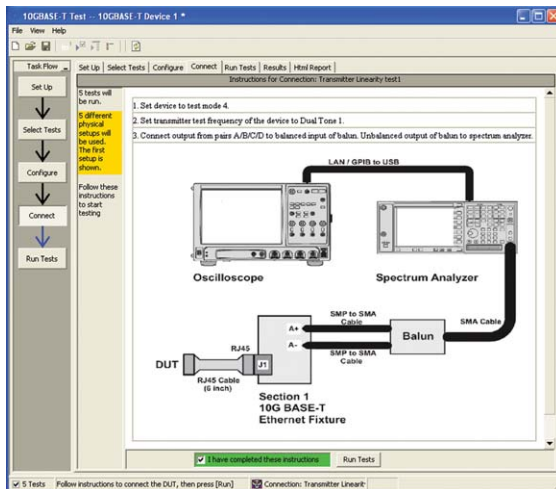 10GBASE-T Test -- 10GBASE-T Device 1 *
File View Help
Task Flow
Set Up
Select Tests
Configure
Connect
Run Tests
Set Up
Select Tests
Configure
Connect
Run Tests
Results
Html Report
Instructions for Connection: Transmitter Linearity test1
5 tests will
be run.
5 different
physical
setups will
be used.
The first
setup is
shown.
Follow these
instructions
to start
testing
1. Set device to test mode 4.
2. Set transmitter test frequency of the device to Dual Tone 1.
3. Connect output from pairs A/B/C/D to balanced input of balun. Unbalanced output of balun to spectrum analyzer.
LAN / GPIB to USB
Oscilloscope
Spectrum Analyzer
SMP to SMA
Cable
A+
A-
SMP to SMA
Cable
Balun
SMA Cable
RJ45
DUT
J1
RJ45 Cable
(6 inch)
Section 1
10G BASE-T
Ethernet Fixture
I have completed these instructions
Run Tests
5 Tests
Follow instructions to connect the DUT, then press [Run]
Connection: Transmitter Linearit